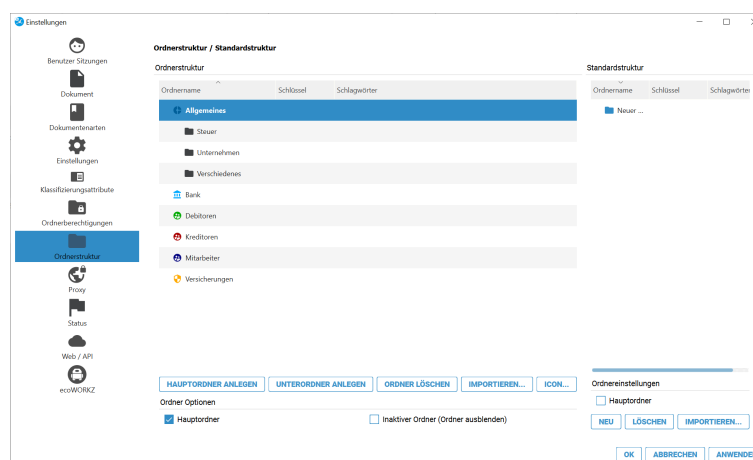 Einstellungen
Benutzer Sitzungen
Dokument
Dokumentenarten
Einstellungen
Klassifizierungsattribute
Ordnerberechtigungen
Ordnerstruktur
Proxy
Status
Web / API
ecoWORKZ
Ordnerstruktur / Standardstruktur
Ordnerstruktur
Ordnername Schlüssel Schlagwörter
Allgemeines
Steuer
Unternehmen
Verschiedenes
Bank
Debitoren
Kreditoren
Mitarbeiter
Versicherungen
HAUPTORDNER ANLEGEN UNTERORDNER ANLEGEN ORDNER LÖSCHEN IMPORTIEREN... ICON...
Ordner Optionen
Hauptordner Inaktiver Ordner (Ordner ausblenden)
Standardstruktur
Ordnername Schlüssel Schlagwörter
Neuer ...
Ordnereinstellungen
Hauptordner
NEU LÖSCHEN IMPORTIEREN...
OK ABBRECHEN ANWENDE